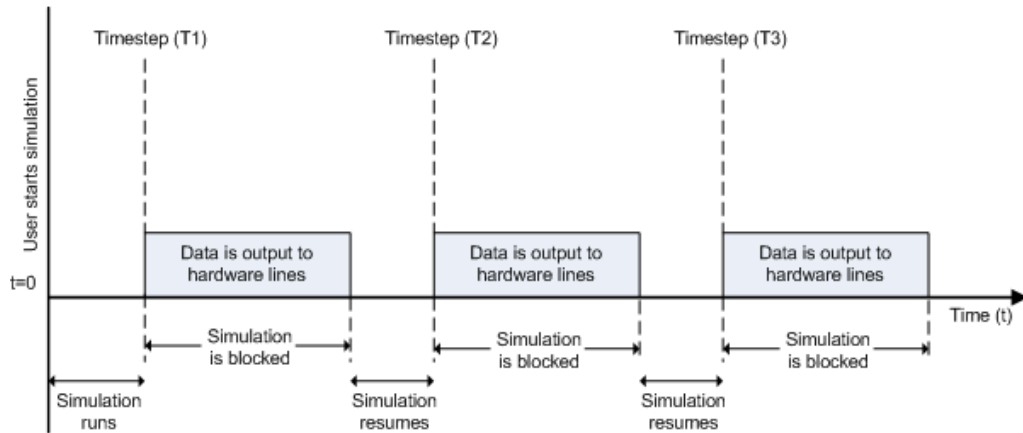 Timestep (T1)
Timestep (T2)
Timestep (T3)
User starts simulation
Data is output to
hardware lines
Data is output to
hardware lines
Data is output to
hardware lines
t=0
Time (t)
Simulation
is blocked
Simulation
is blocked
Simulation
is blocked
Simulation
runs
Simulation
resumes
Simulation
resumes